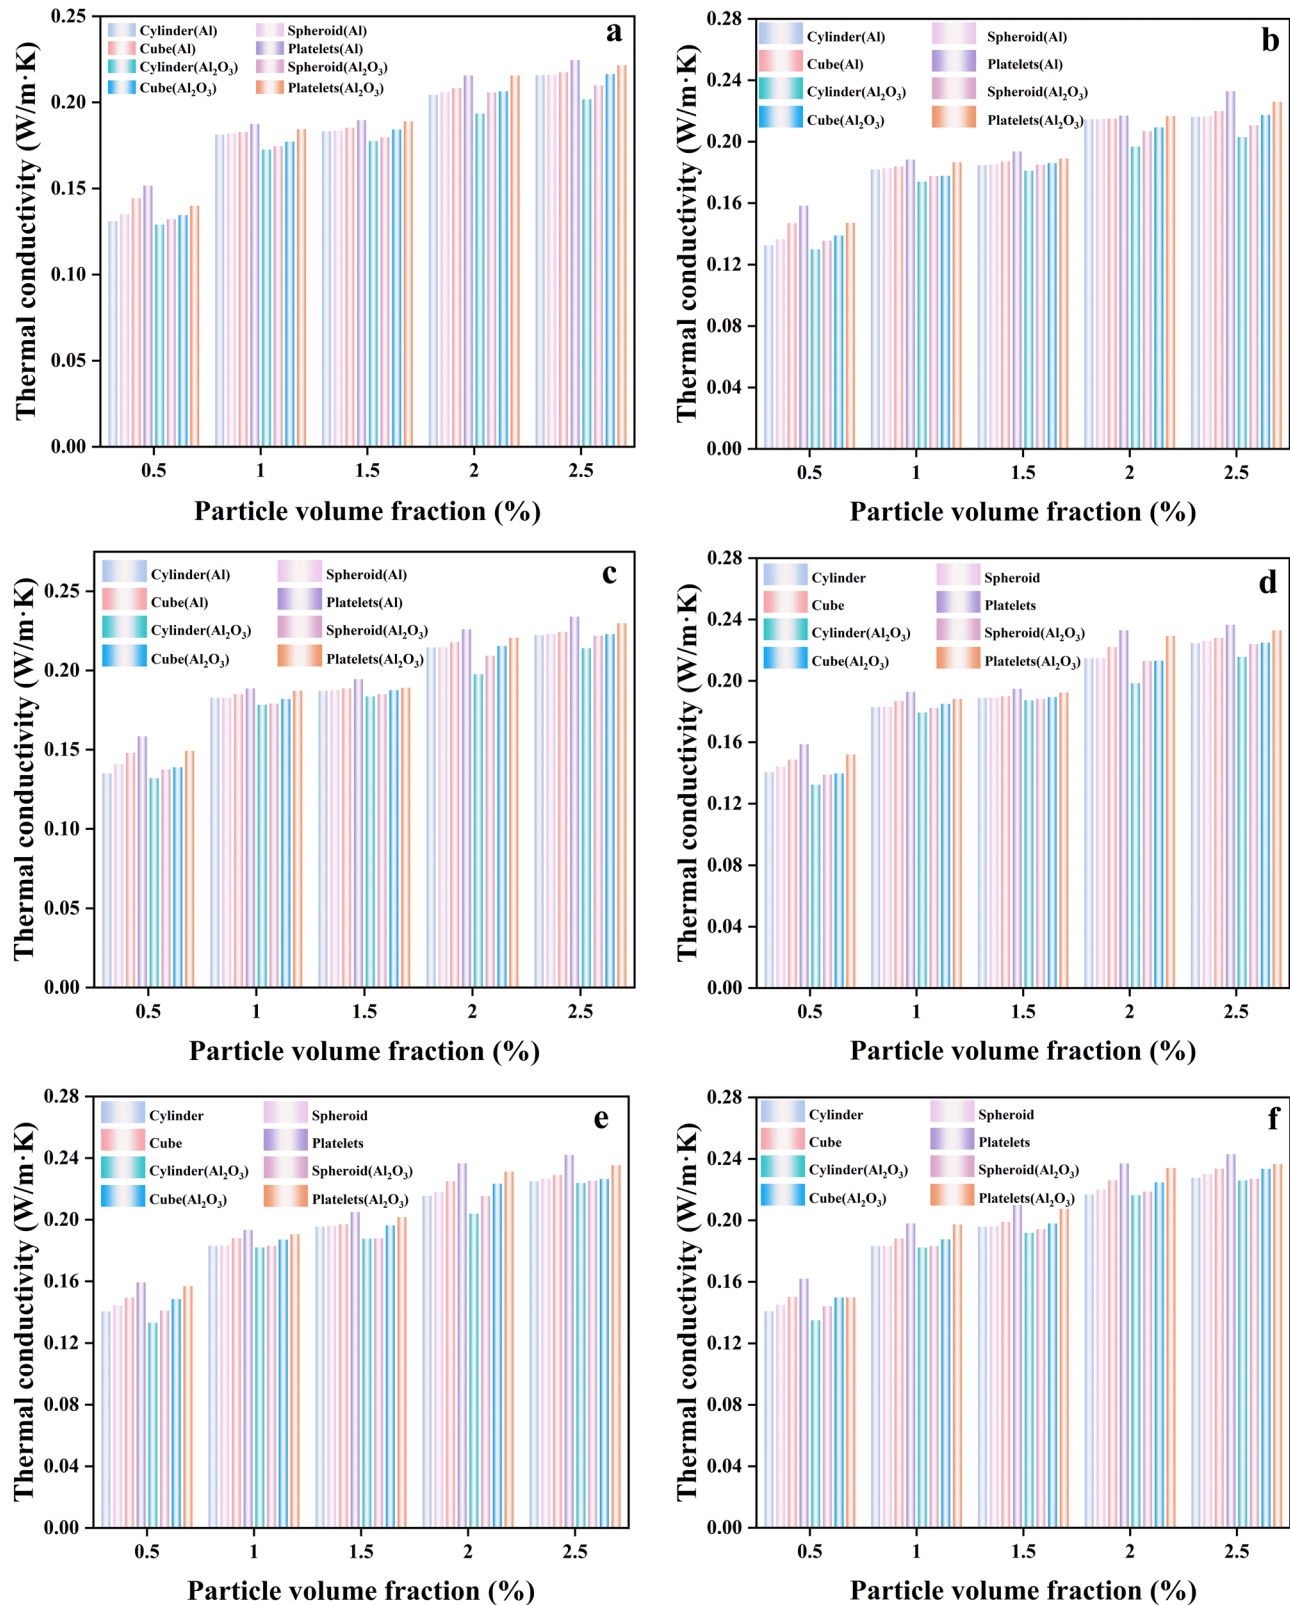 a
Thermal conductivity (W/m·K)
0.25
0.20
0.15
0.10
0.05
0.00
Cylinder(Al) Spheroid(Al)
Cube(Al) Platelets(Al)
Cylinder(Al₂O₃) Spheroid(Al₂O₃)
Cube(Al₂O₃) Platelets(Al₂O₃)
0.5 1 1.5 2 2.5
Particle volume fraction (%)
b
Thermal conductivity (W/m·K)
0.28
0.24
0.20
0.16
0.12
0.08
0.04
0.00
Cylinder(Al) Spheroid(Al)
Cube(Al) Platelets(Al)
Cylinder(Al₂O₃) Spheroid(Al₂O₃)
Cube(Al₂O₃) Platelets(Al₂O₃)
0.5 1 1.5 2 2.5
Particle volume fraction (%)
c
Thermal conductivity (W/m·K)
0.25
0.20
0.15
0.10
0.05
0.00
Cylinder(Al) Spheroid(Al)
Cube(Al) Platelets(Al)
Cylinder(Al₂O₃) Spheroid(Al₂O₃)
Cube(Al₂O₃) Platelets(Al₂O₃)
0.5 1 1.5 2 2.5
Particle volume fraction (%)
d
Thermal conductivity (W/m·K)
0.28
0.24
0.20
0.16
0.12
0.08
0.04
0.00
Cylinder Spheroid
Cube Platelets
Cylinder(Al₂O₃) Spheroid(Al₂O₃)
Cube(Al₂O₃) Platelets(Al₂O₃)
0.5 1 1.5 2 2.5
Particle volume fraction (%)
e
Thermal conductivity (W/m·K)
0.28
0.24
0.20
0.16
0.12
0.08
0.04
0.00
Cylinder Spheroid
Cube Platelets
Cylinder(Al₂O₃) Spheroid(Al₂O₃)
Cube(Al₂O₃) Platelets(Al₂O₃)
0.5 1 1.5 2 2.5
Particle volume fraction (%)
f
Thermal conductivity (W/m·K)
0.28
0.24
0.20
0.16
0.12
0.08
0.04
0.00
Cylinder Spheroid
Cube Platelets
Cylinder(Al₂O₃) Spheroid(Al₂O₃)
Cube(Al₂O₃) Platelets(Al₂O₃)
0.5 1 1.5 2 2.5
Particle volume fraction (%)